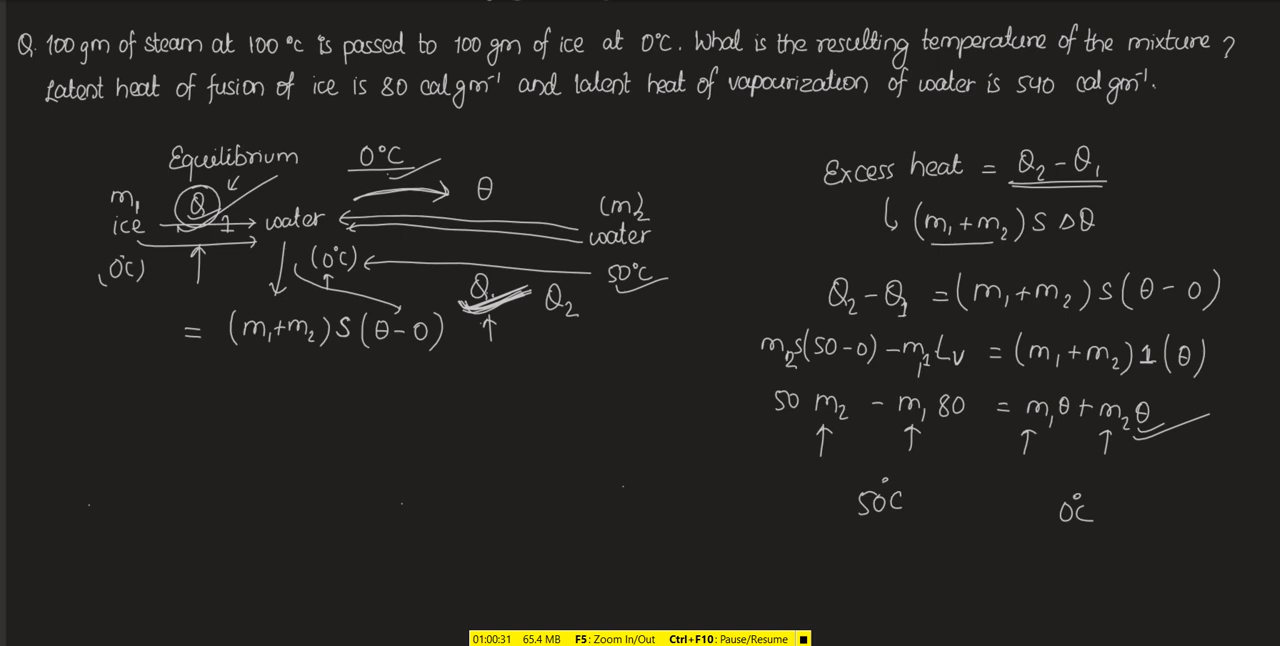 Q. 100 gm of steam at 100 °c is passed to 100 gm of ice at 0°C. What is the resulting temperature of the mixture ?
Latent heat of fusion of ice is 80 cal gm⁻¹ and latent heat of vapourization of water is 540 cal gm⁻¹.
Equilibrium 0°C
m₁ ice (0°C)
Q₁
water (0°C)
θ
(m₂) water 50°C
Q₂
= (m₁+m₂) S (θ-0)
Excess heat = Q₂ - Q₁
↳ (m₁+m₂) S Δθ
Q₂ - Q₁ = (m₁+m₂) S (θ - 0)
m₂s(50-0) - m₁Lv = (m₁+m₂) 1 (θ)
50 m₂ - m₁ 80 = m₁θ + m₂θ
50°C 0°C
01:00:31 65.4 MB F5: Zoom In/Out Ctrl+F10: Pause/Resume